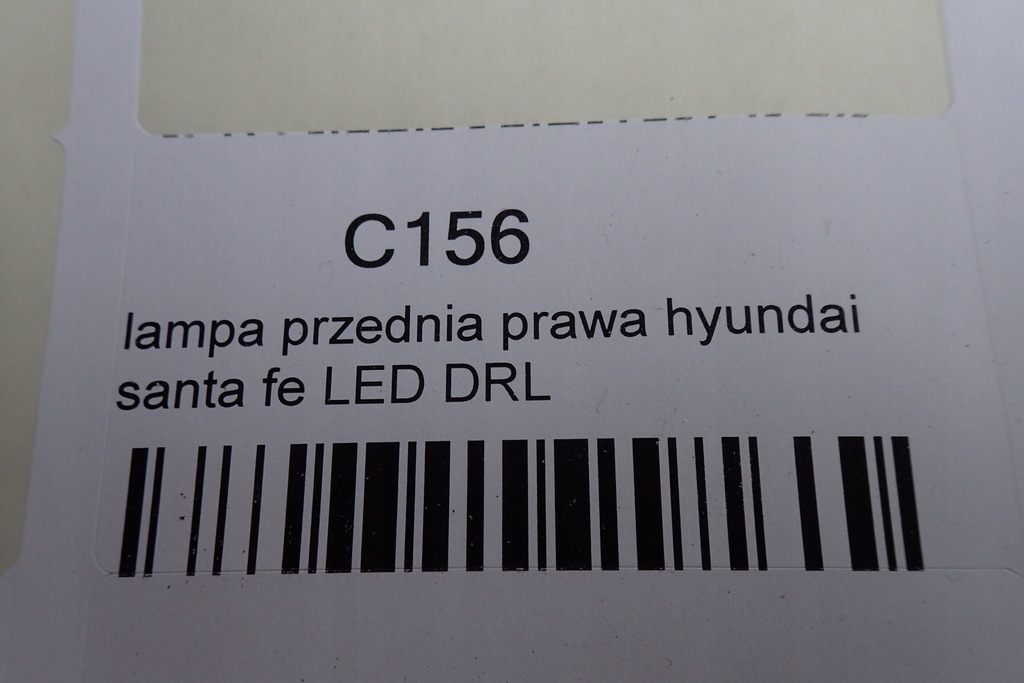 C156
lampa przednia prawa hyundai
santa fe LED DRL